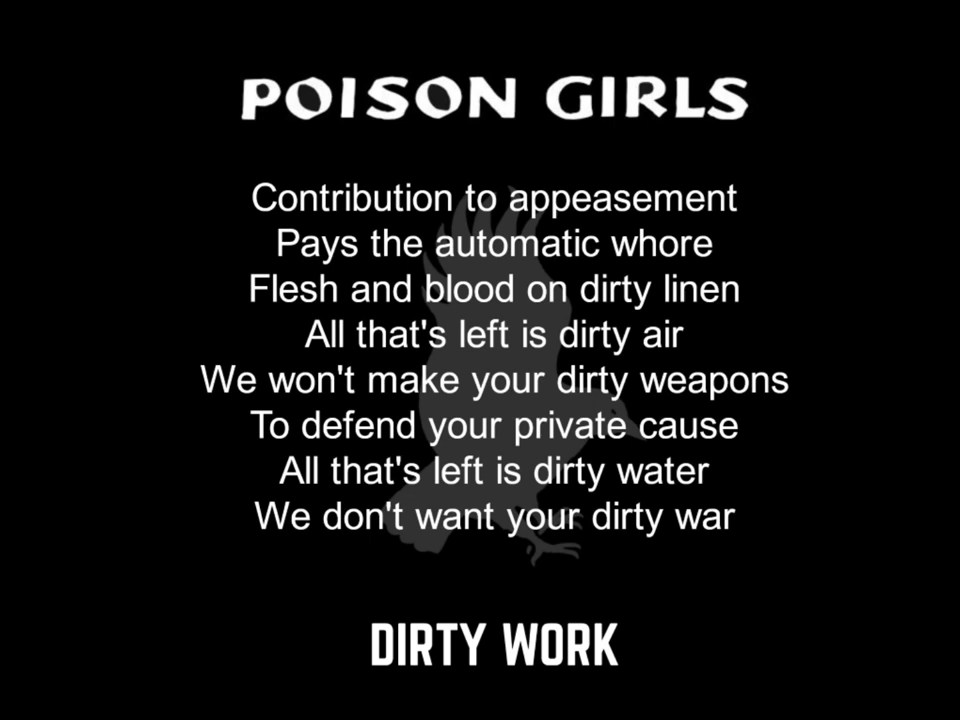 POISON GIRLS
Contribution to appeasement
Pays the automatic whore
Flesh and blood on dirty linen
All that's left is dirty air
We won't make your dirty weapons
To defend your private cause
All that's left is dirty water
We don't want your dirty war
DIRTY WORK